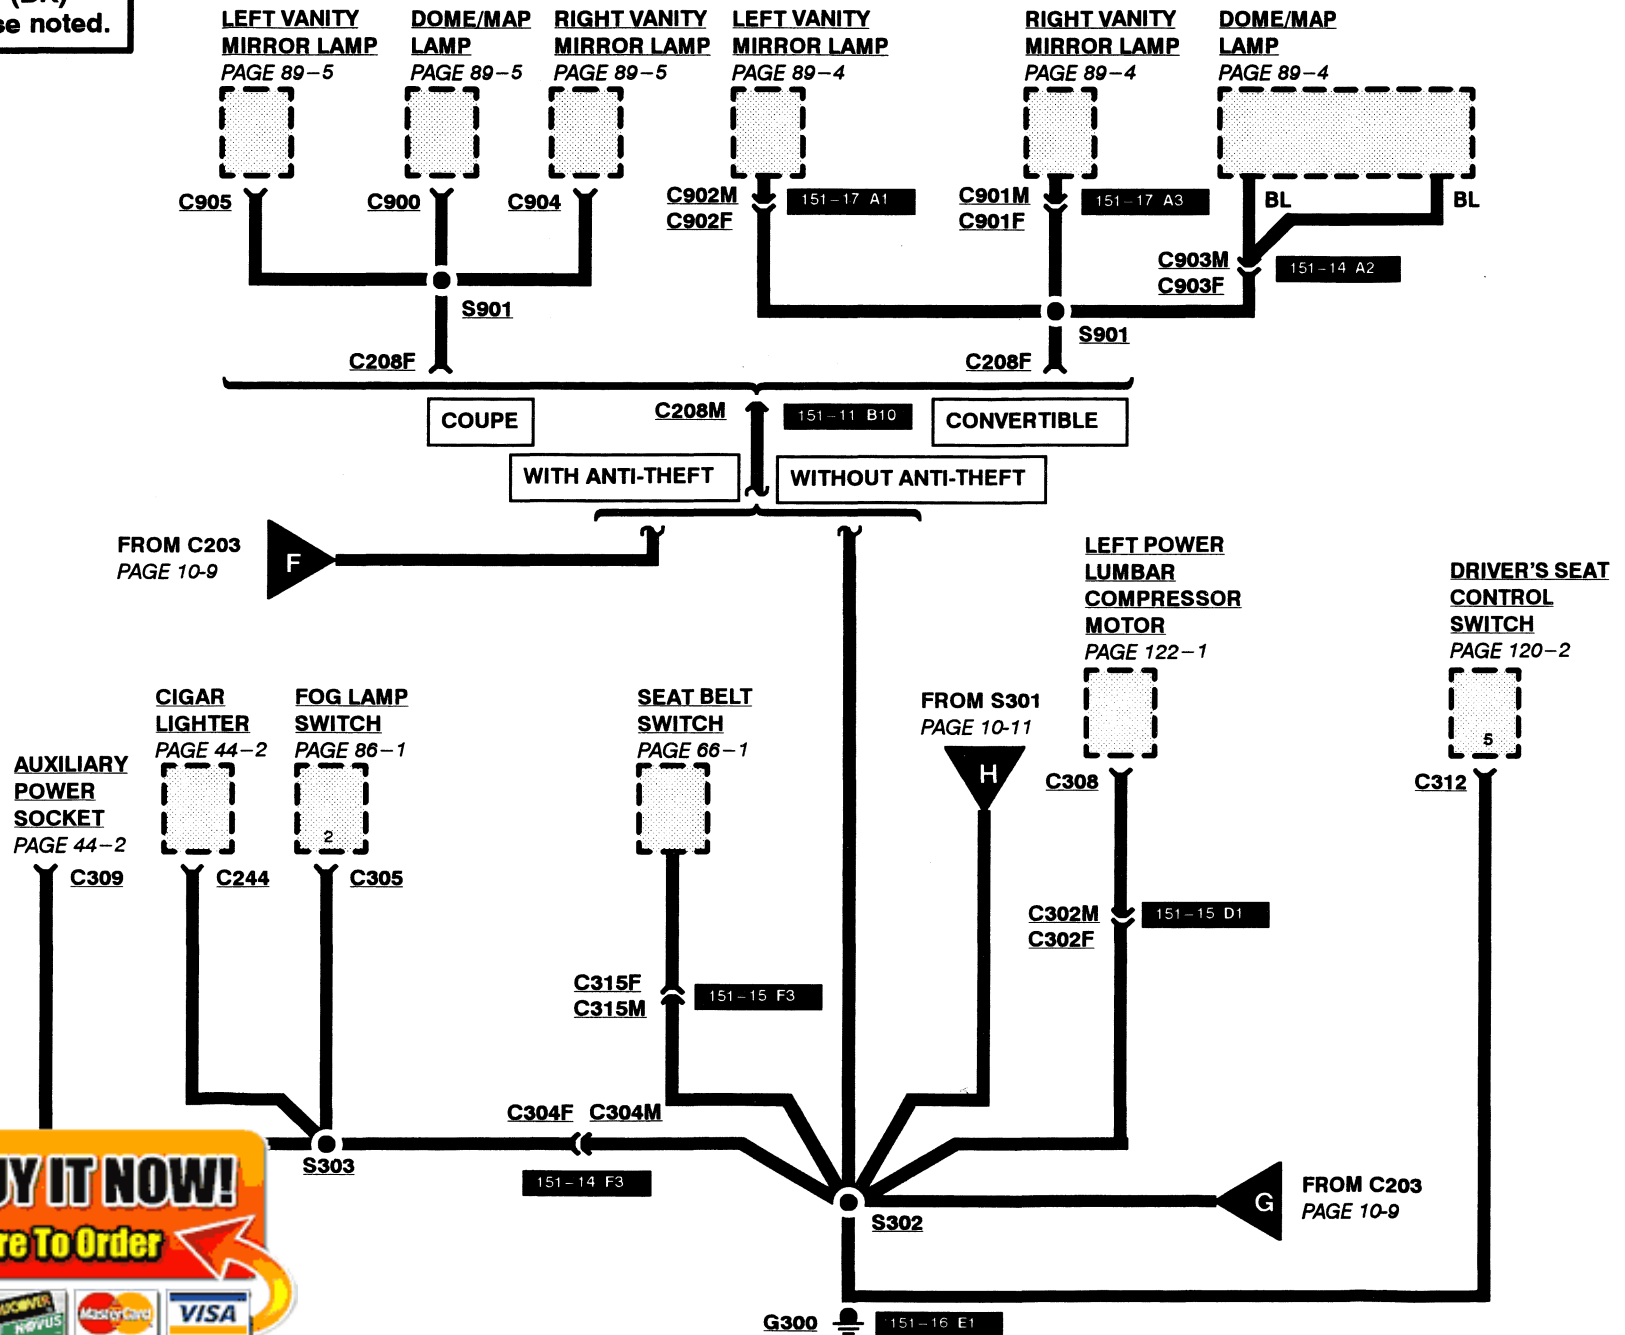 (BK)
se noted.
LEFT VANITY
MIRROR LAMP
PAGE 89-5
DOME/MAP
LAMP
PAGE 89-5
RIGHT VANITY
MIRROR LAMP
PAGE 89-5
LEFT VANITY
MIRROR LAMP
PAGE 89-4
RIGHT VANITY
MIRROR LAMP
PAGE 89-4
DOME/MAP
LAMP
PAGE 89-4
C905
C900
C904
C902M
C902F
151-17 A1
C901M
C901F
151-17 A3
BL
BL
C903M
C903F
151-14 A2
S901
S901
C208F
C208F
COUPE
C208M
151-11 B10
CONVERTIBLE
WITH ANTI-THEFT
WITHOUT ANTI-THEFT
FROM C203
PAGE 10-9
F
LEFT POWER
LUMBAR
COMPRESSOR
MOTOR
PAGE 122-1
DRIVER'S SEAT
CONTROL
SWITCH
PAGE 120-2
5
CIGAR
LIGHTER
PAGE 44-2
FOG LAMP
SWITCH
PAGE 86-1
2
SEAT BELT
SWITCH
PAGE 66-1
FROM S301
PAGE 10-11
H
AUXILIARY
POWER
SOCKET
PAGE 44-2
C308
C312
C309
C244
C305
C302M
C302F
151-15 D1
C315F
C315M
151-15 F3
C304F C304M
S303
151-14 F3
S302
G
FROM C203
PAGE 10-9
G300
151-16 E1
UY IT NOW!
re To Order
NOVUS
MasterCard
VISA